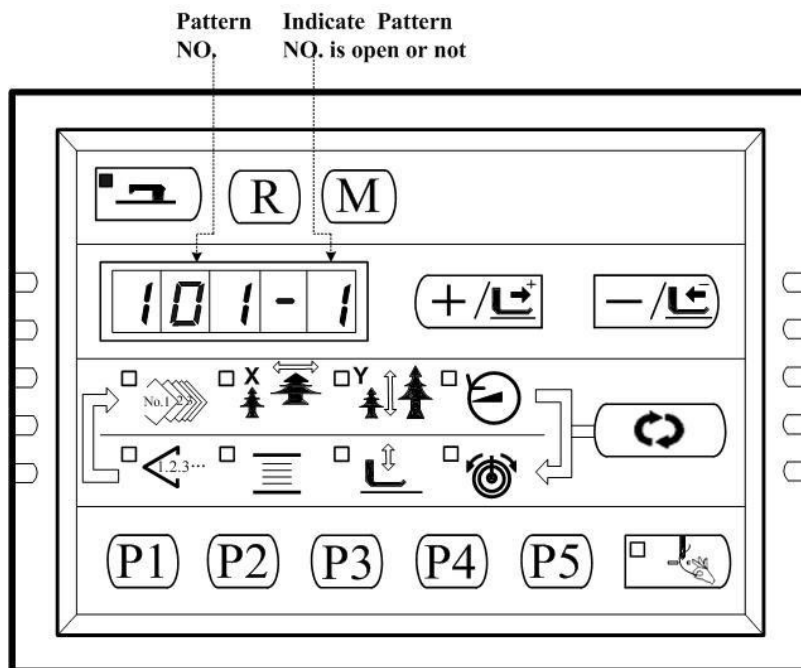 Pattern NO.
Indicate Pattern NO. is open or not
R M
101-1
+/ + −/ −
No.1 2 3 X Y
1.2.3···
P1 P2 P3 P4 P5